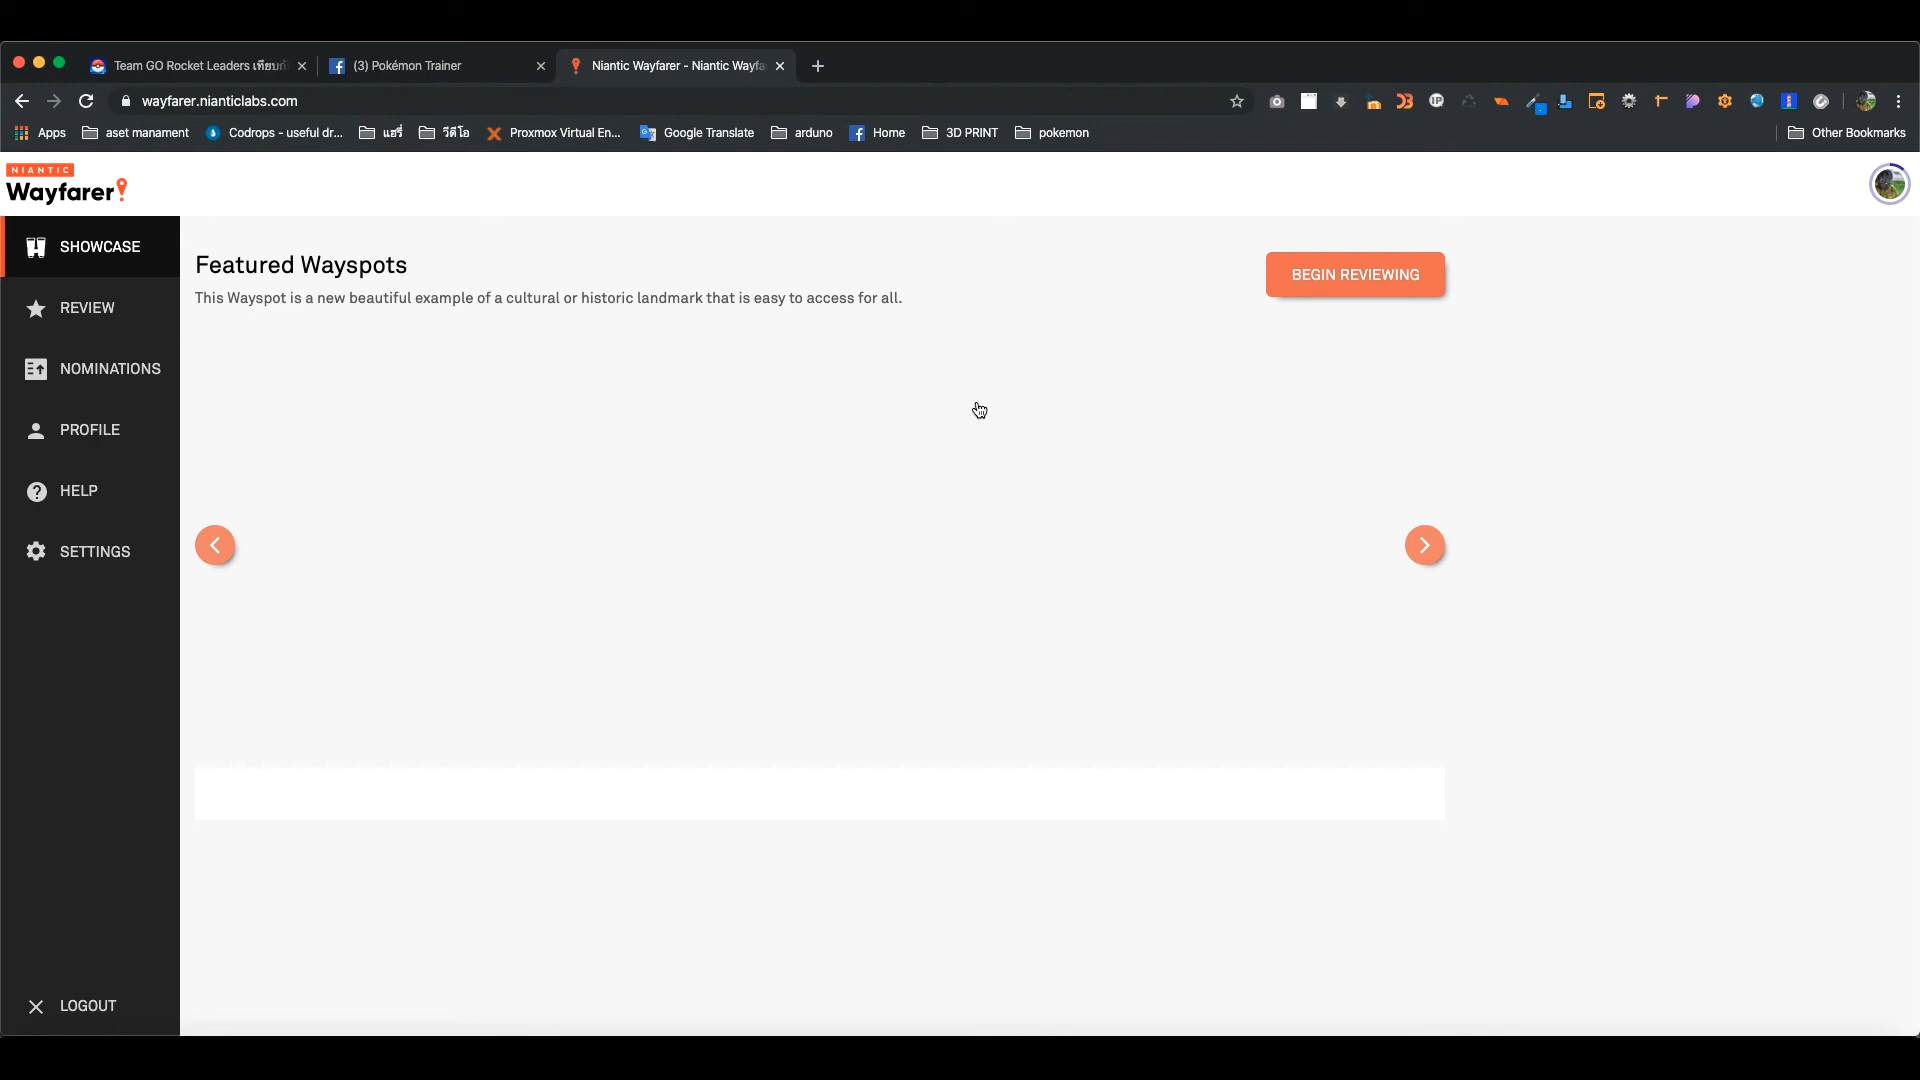 Team GO Rocket Leaders เทียบกั
(3) Pokémon Trainer
Niantic Wayfarer - Niantic Wayfa
wayfarer.nianticlabs.com
Apps
aset manament
Codrops - useful dr...
แฮรี่
วีดีโอ
Proxmox Virtual En...
Google Translate
arduno
Home
3D PRINT
pokemon
Other Bookmarks
NIANTIC
Wayfarer
SHOWCASE
REVIEW
NOMINATIONS
PROFILE
HELP
SETTINGS
LOGOUT
Featured Wayspots
This Wayspot is a new beautiful example of a cultural or historic landmark that is easy to access for all.
BEGIN REVIEWING